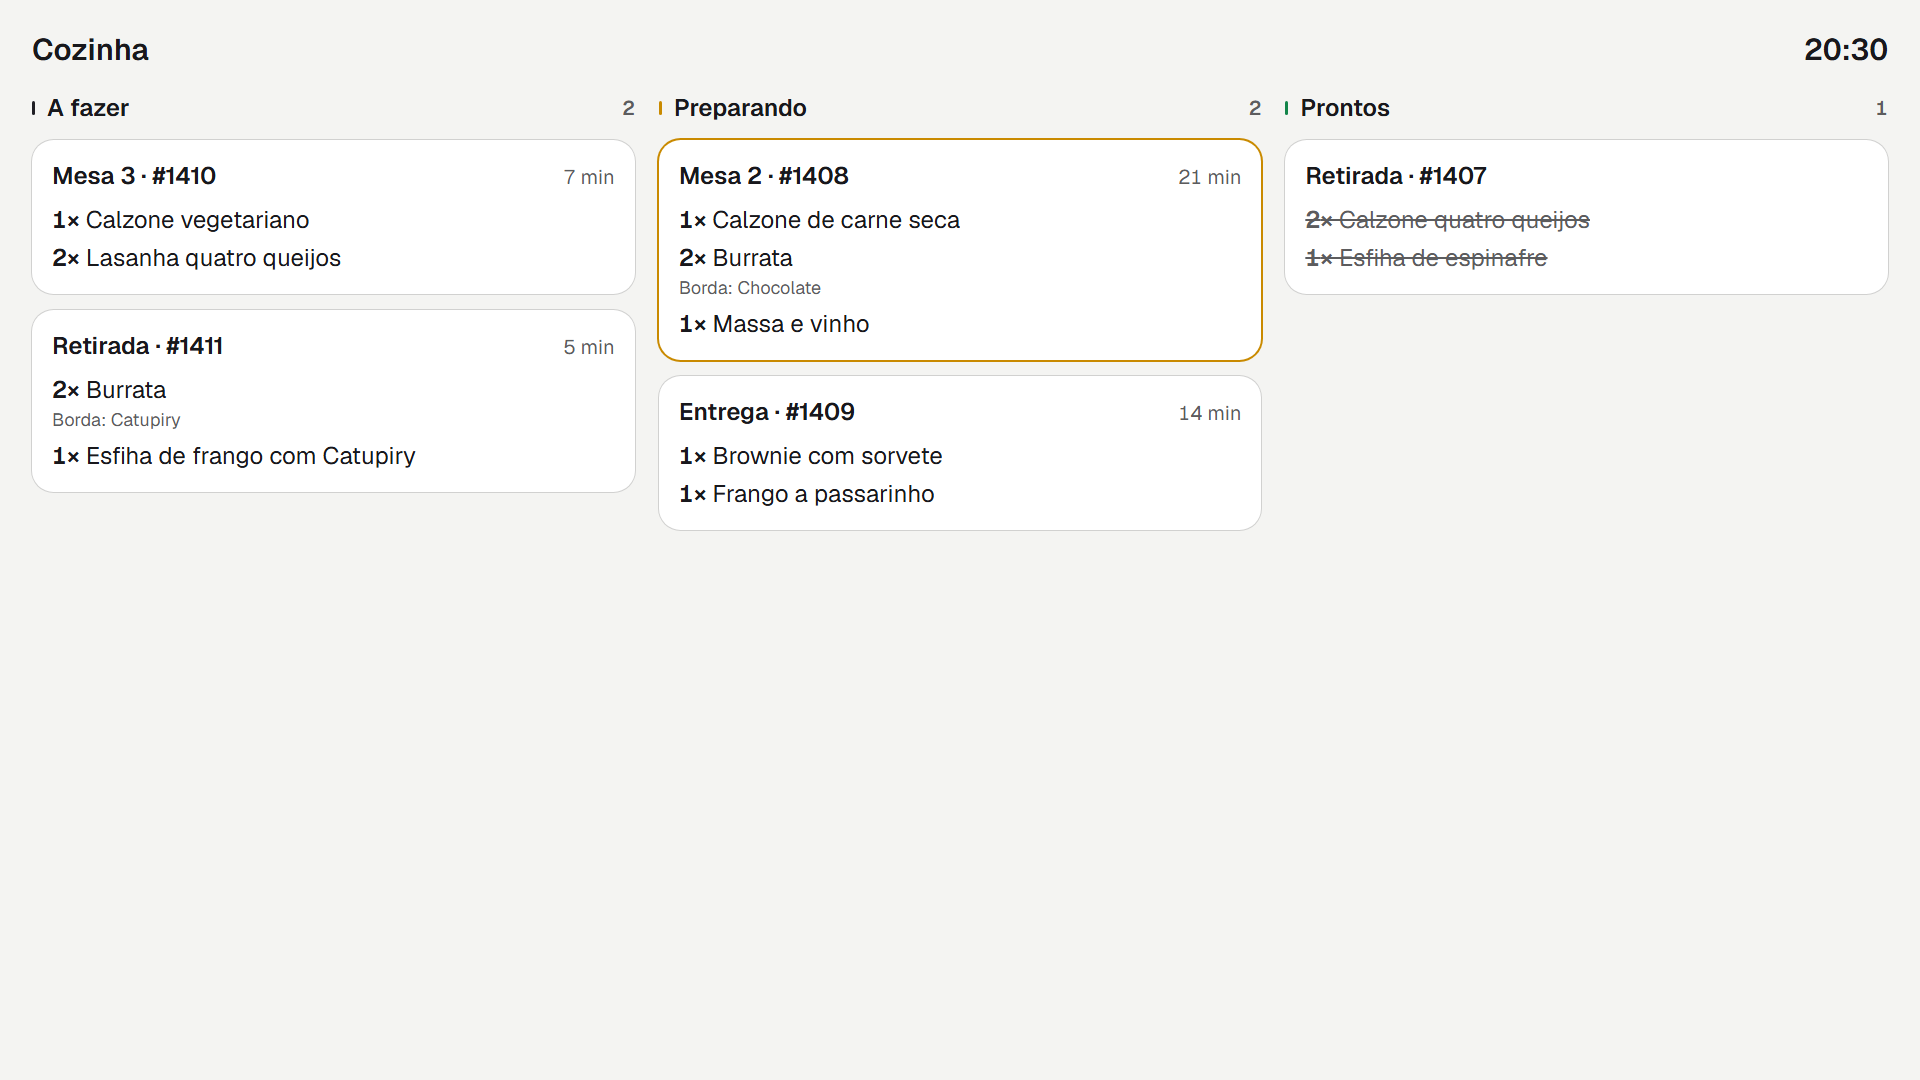 Cozinha
20:30
A fazer
2
Mesa 3 · #1410
7 min
1× Calzone vegetariano
2× Lasanha quatro queijos
Retirada · #1411
5 min
2× Burrata
Borda: Catupiry
1× Esfiha de frango com Catupiry
Preparando
2
Mesa 2 · #1408
21 min
1× Calzone de carne seca
2× Burrata
Borda: Chocolate
1× Massa e vinho
Entrega · #1409
14 min
1× Brownie com sorvete
1× Frango a passarinho
Prontos
1
Retirada · #1407
2× Calzone quatro queijos
1× Esfiha de espinafre